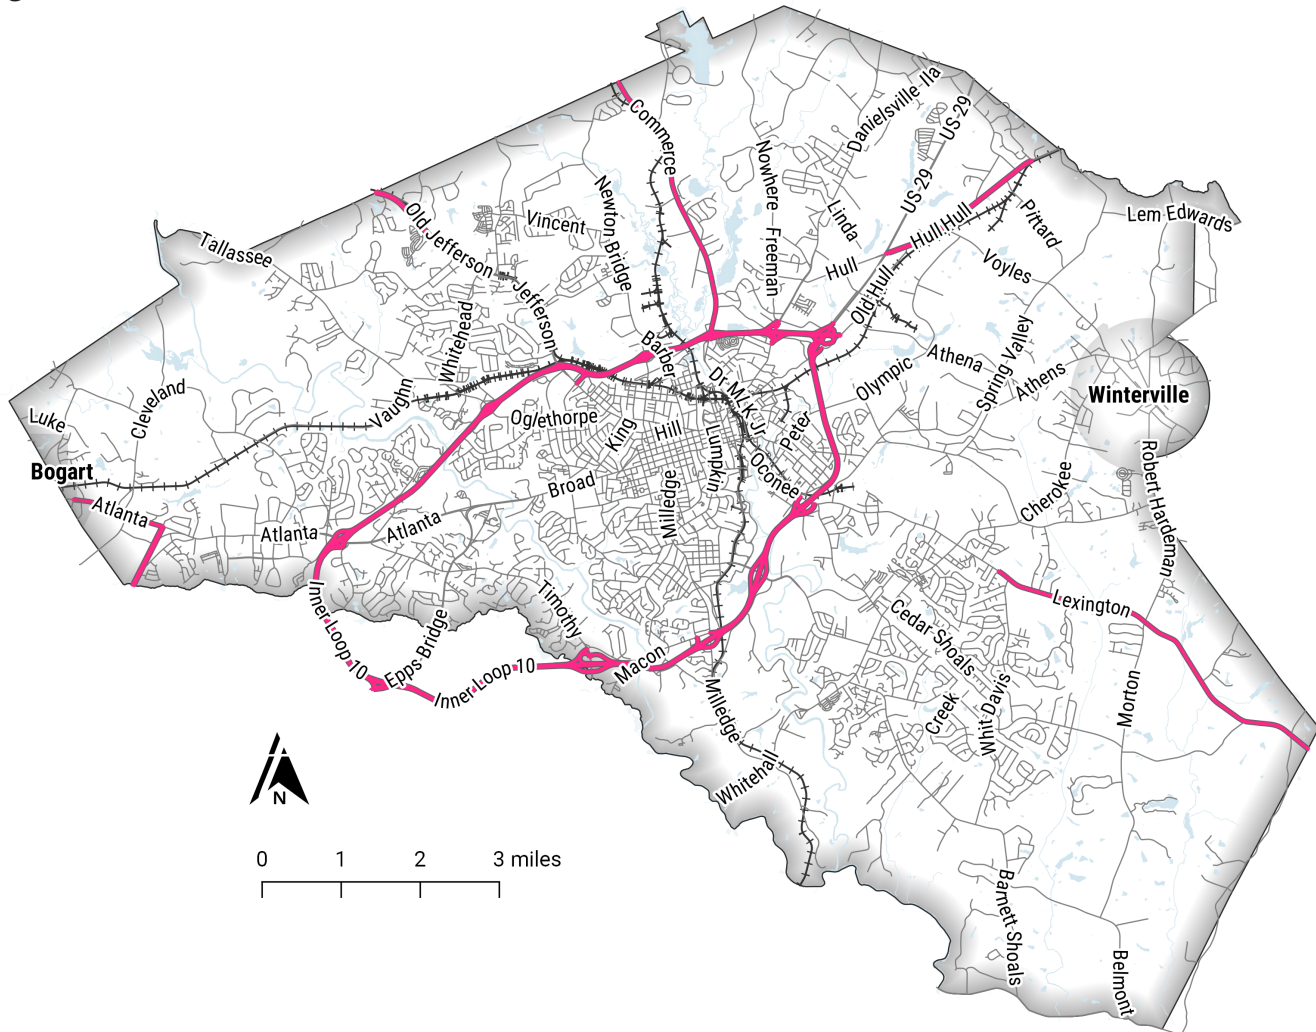 Commerce
Danielsville-Ila
US-29
Nowhere
Freeman
Newton Bridge
Vincent
Old Jefferson
Jefferson
Tallassee
Linda
US-29
Hull
Hull
Hull
Old Hull
Pittard
Lem Edwards
Voyles
Whitehead
Barber
Vaughn
Cleveland
Luke
Bogart
Atlanta
Atlanta
Atlanta
Oglethorpe
King
Hill
Lumpkin
Dr MLK Jr
Peter
Oconee
Olympic
Athena
Spring Valley
Athens
Winterville
Broad
Milledge
Cherokee
Robert Hardeman
Inner Loop 10
Epps Bridge
Inner Loop 10
Timothy
Macon
Milledge
Whitehall
Cedar Shoals
Lexington
Creek
Whit Davis
Morton
Barnett Shoals
Belmont
N
0 1 2 3 miles